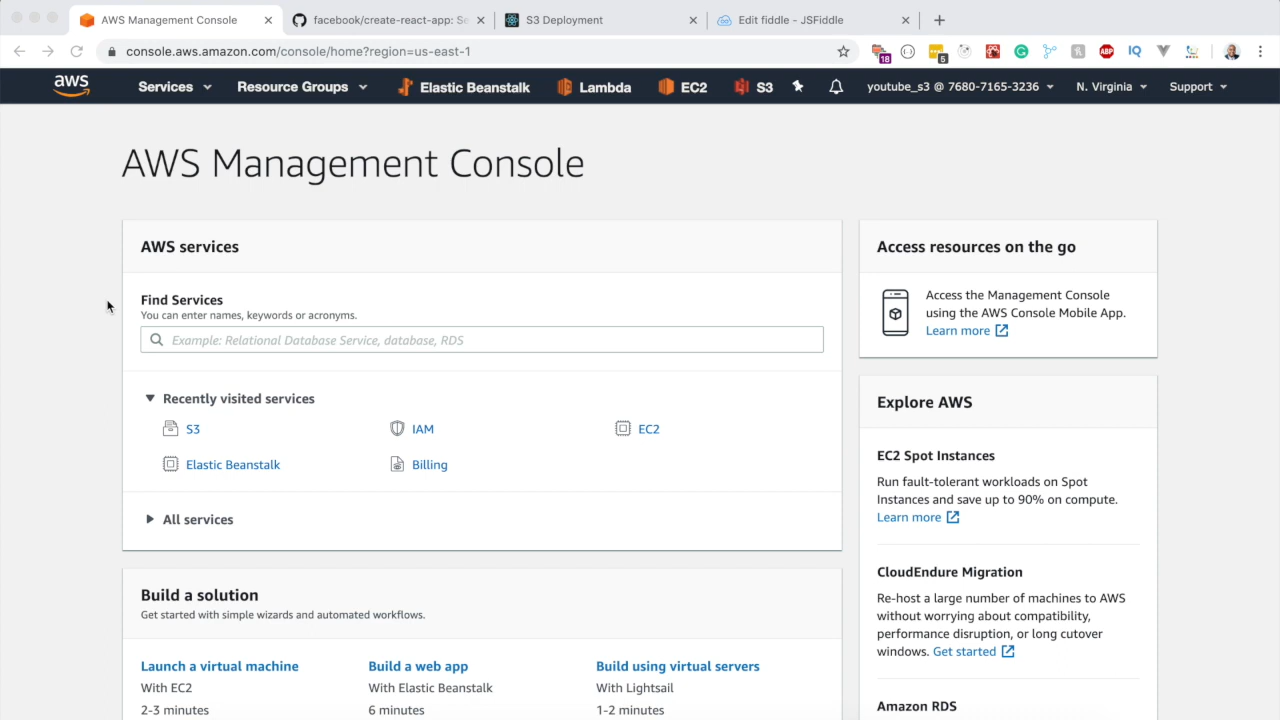 AWS Management Console
facebook/create-react-app: Se
S3 Deployment
Edit fiddle - JSFiddle
console.aws.amazon.com/console/home?region=us-east-1
18
5
ABP
IQ
aws
Services
Resource Groups
Elastic Beanstalk
Lambda
EC2
S3
youtube_s3 @ 7680-7165-3236
N. Virginia
Support
AWS Management Console
AWS services
Find Services
You can enter names, keywords or acronyms.
Example: Relational Database Service, database, RDS
Recently visited services
S3
IAM
EC2
Elastic Beanstalk
Billing
All services
Build a solution
Get started with simple wizards and automated workflows.
Launch a virtual machine
With EC2
2-3 minutes
Build a web app
With Elastic Beanstalk
6 minutes
Build using virtual servers
With Lightsail
1-2 minutes
Access resources on the go
Access the Management Console
using the AWS Console Mobile App.
Learn more
Explore AWS
EC2 Spot Instances
Run fault-tolerant workloads on Spot
Instances and save up to 90% on compute.
Learn more
CloudEndure Migration
Re-host a large number of machines to AWS
without worrying about compatibility,
performance disruption, or long cutover
windows. Get started
Amazon RDS